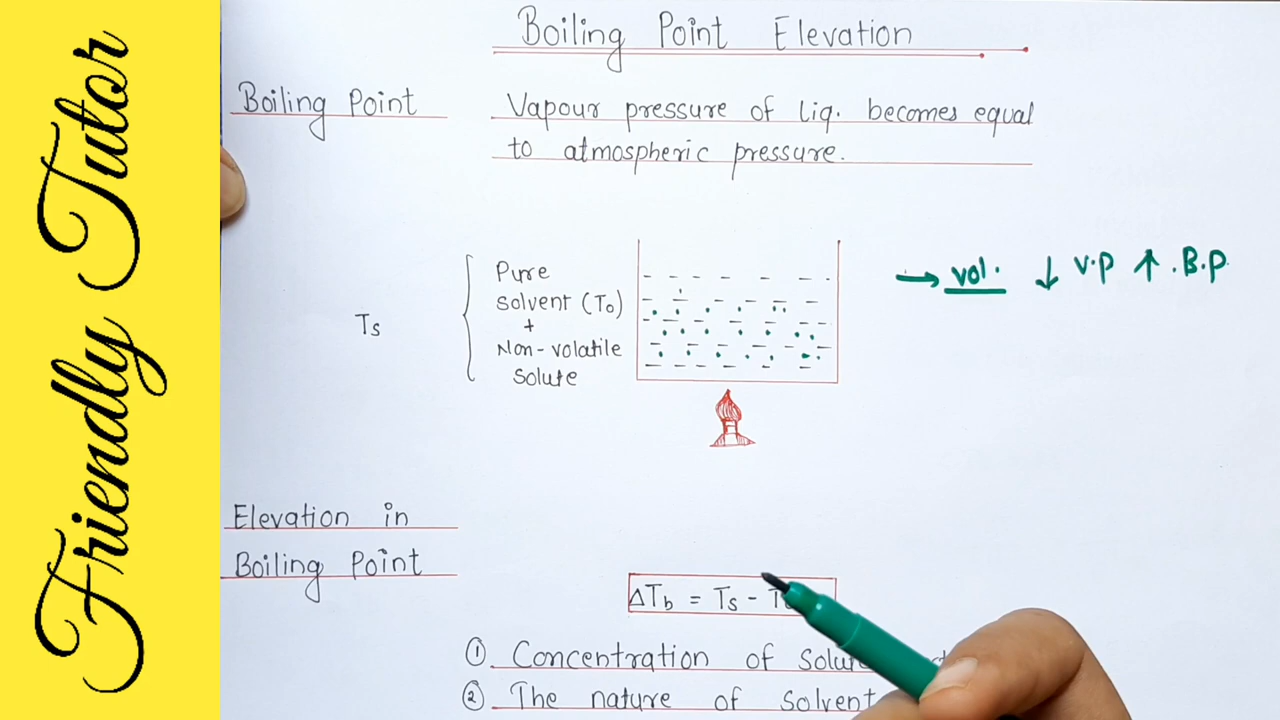 Friendly Tutor
Boiling Point Elevation
Boiling Point
Vapour pressure of Liq. becomes equal
to atmospheric pressure.
Ts
Pure
Solvent (To)
+
Non-volatile
Solute
→ vol. ↓ V.P ↑ .B.p.
Elevation in
Boiling Point
ΔTb = Ts - 
① Concentration of
② The nature of Solvent